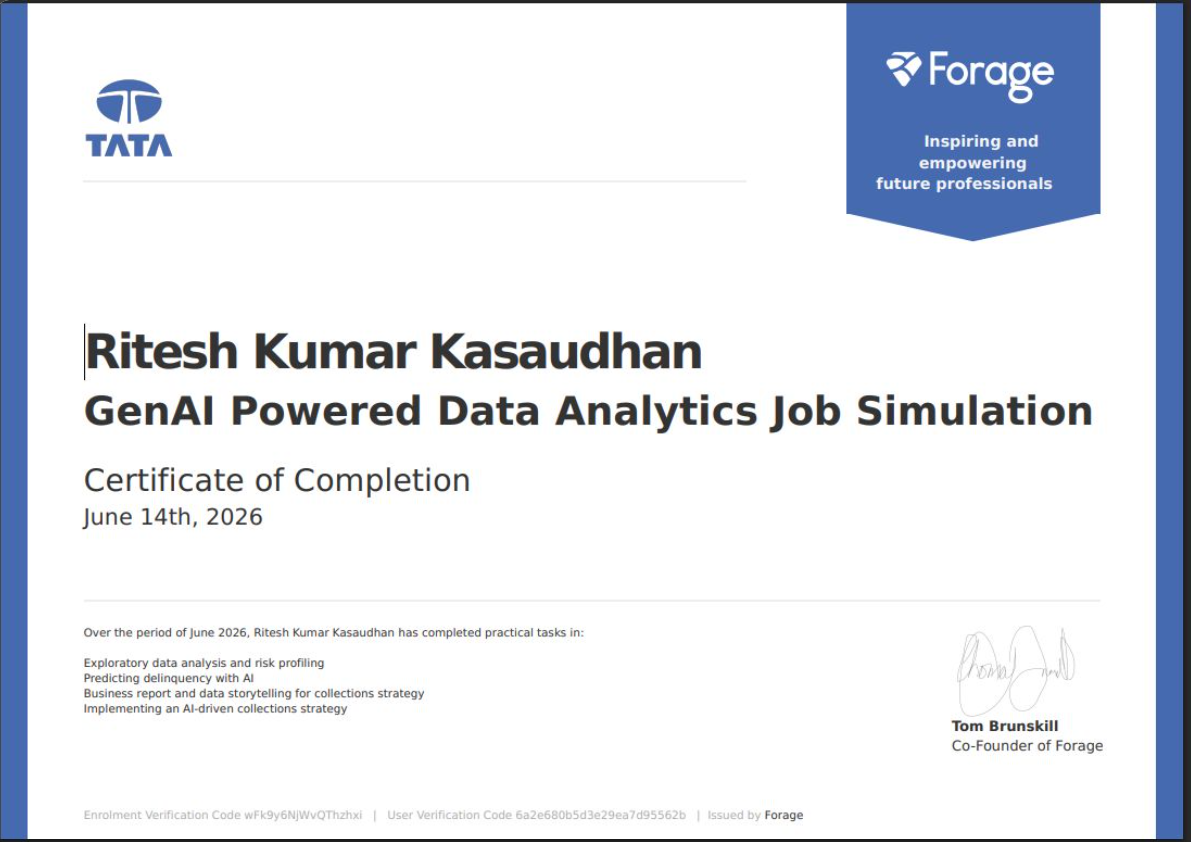 TATA
Forage
Inspiring and
empowering
future professionals
Ritesh Kumar Kasaudhan
GenAI Powered Data Analytics Job Simulation
Certificate of Completion
June 14th, 2026
Over the period of June 2026, Ritesh Kumar Kasaudhan has completed practical tasks in:
Exploratory data analysis and risk profiling
Predicting delinquency with AI
Business report and data storytelling for collections strategy
Implementing an AI-driven collections strategy
Tom Brunskill
Co-Founder of Forage
Enrolment Verification Code wFk9y6NjWvQThzhxi | User Verification Code 6a2e680b5d3e29ea7d95562b | Issued by Forage